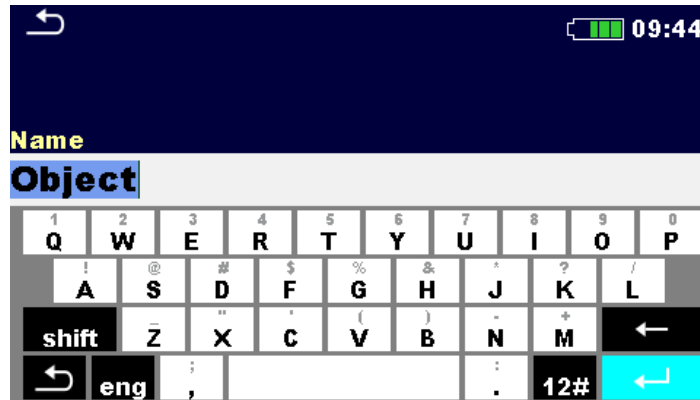 09:44
Name
Object
1 2 3 4 5 6 7 8 9 0
Q W E R T Y U I O P
! @ # $ % & * ? /
A S D F G H J K L
_ " ' ( ) - +
shift Z X C V B N M
; :
eng , . 12#